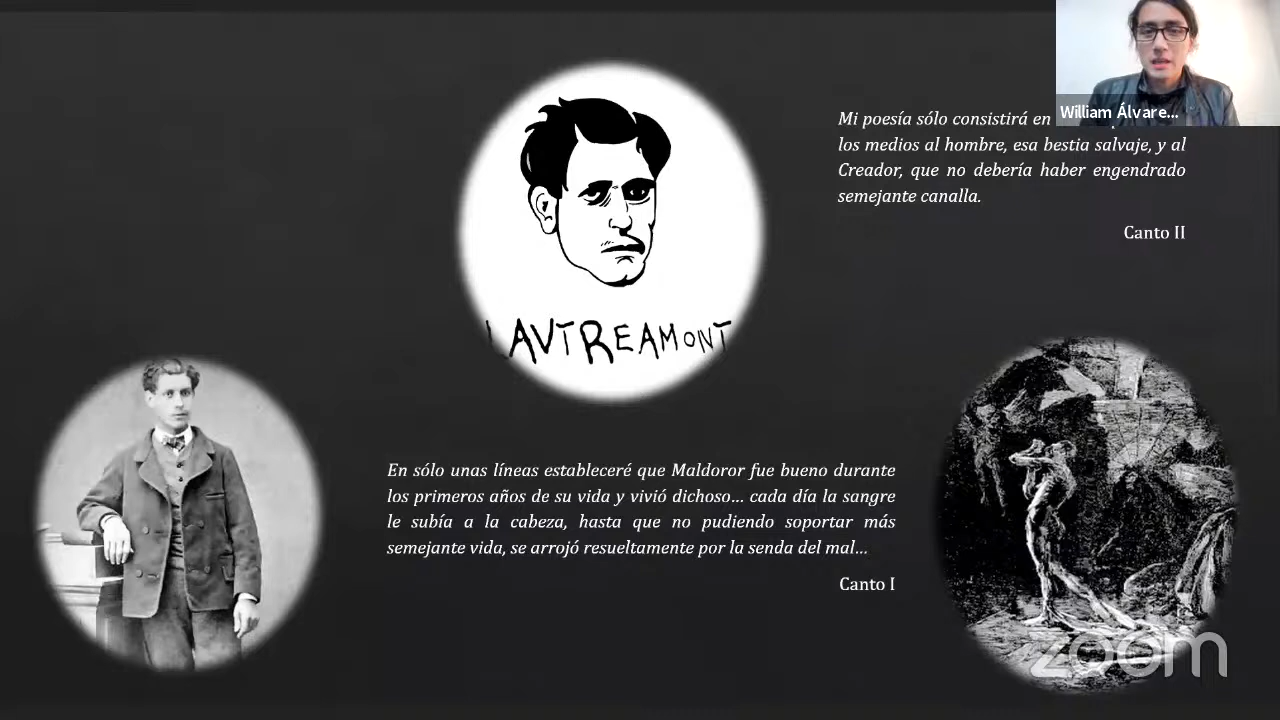 William Álvare...
Mi poesía sólo consistirá en
los medios al hombre, esa bestia salvaje, y al
Creador, que no debería haber engendrado
semejante canalla.
Canto II
LAUTREAMONT
En sólo unas líneas estableceré que Maldoror fue bueno durante
los primeros años de su vida y vivió dichoso... cada día la sangre
le subía a la cabeza, hasta que no pudiendo soportar más
semejante vida, se arrojó resueltamente por la senda del mal...
Canto I
zoom